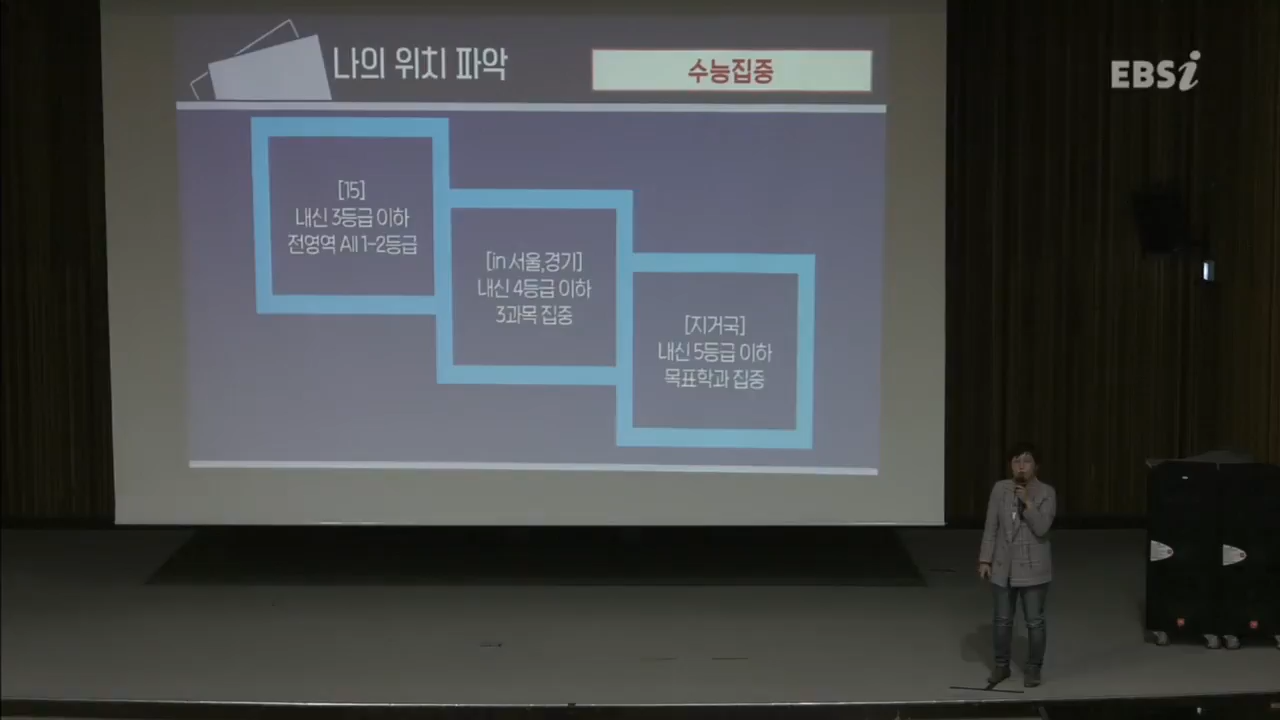 나의 위치 파악
수능집중
EBSi
[15]
내신 3등급 이하
전영역 All 1-2등급
[in 서울,경기]
내신 4등급 이하
3과목 집중
[지거국]
내신 5등급 이하
목표학과 집중